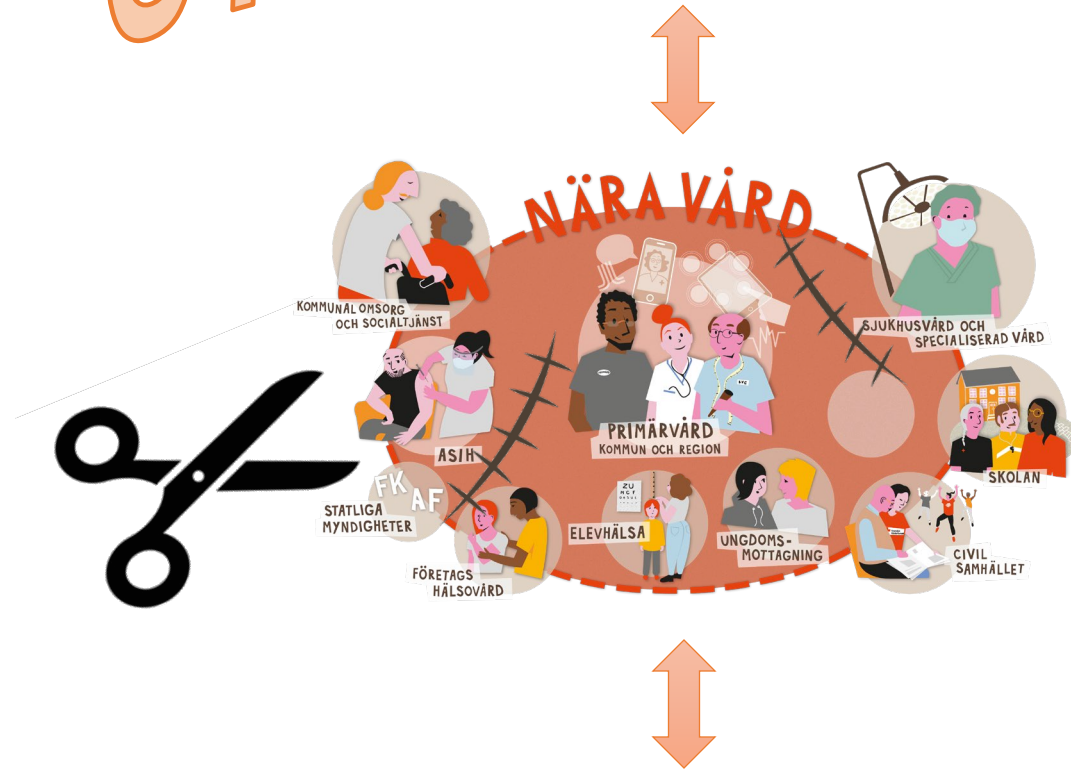 NÄRA VÅRD
KOMMUNAL OMSORG
OCH SOCIALTJÄNST
SJUKHUSVÅRD OCH
SPECIALISERAD VÅRD
PRIMÄRVÅRD
KOMMUN OCH REGION
ASIH
SKOLAN
FK
AF
STATLIGA
MYNDIGHETER
ELEVHÄLSA
UNGDOMS-
MOTTAGNING
CIVIL
SAMHÄLLET
FÖRETAGS
HÄLSOVÅRD